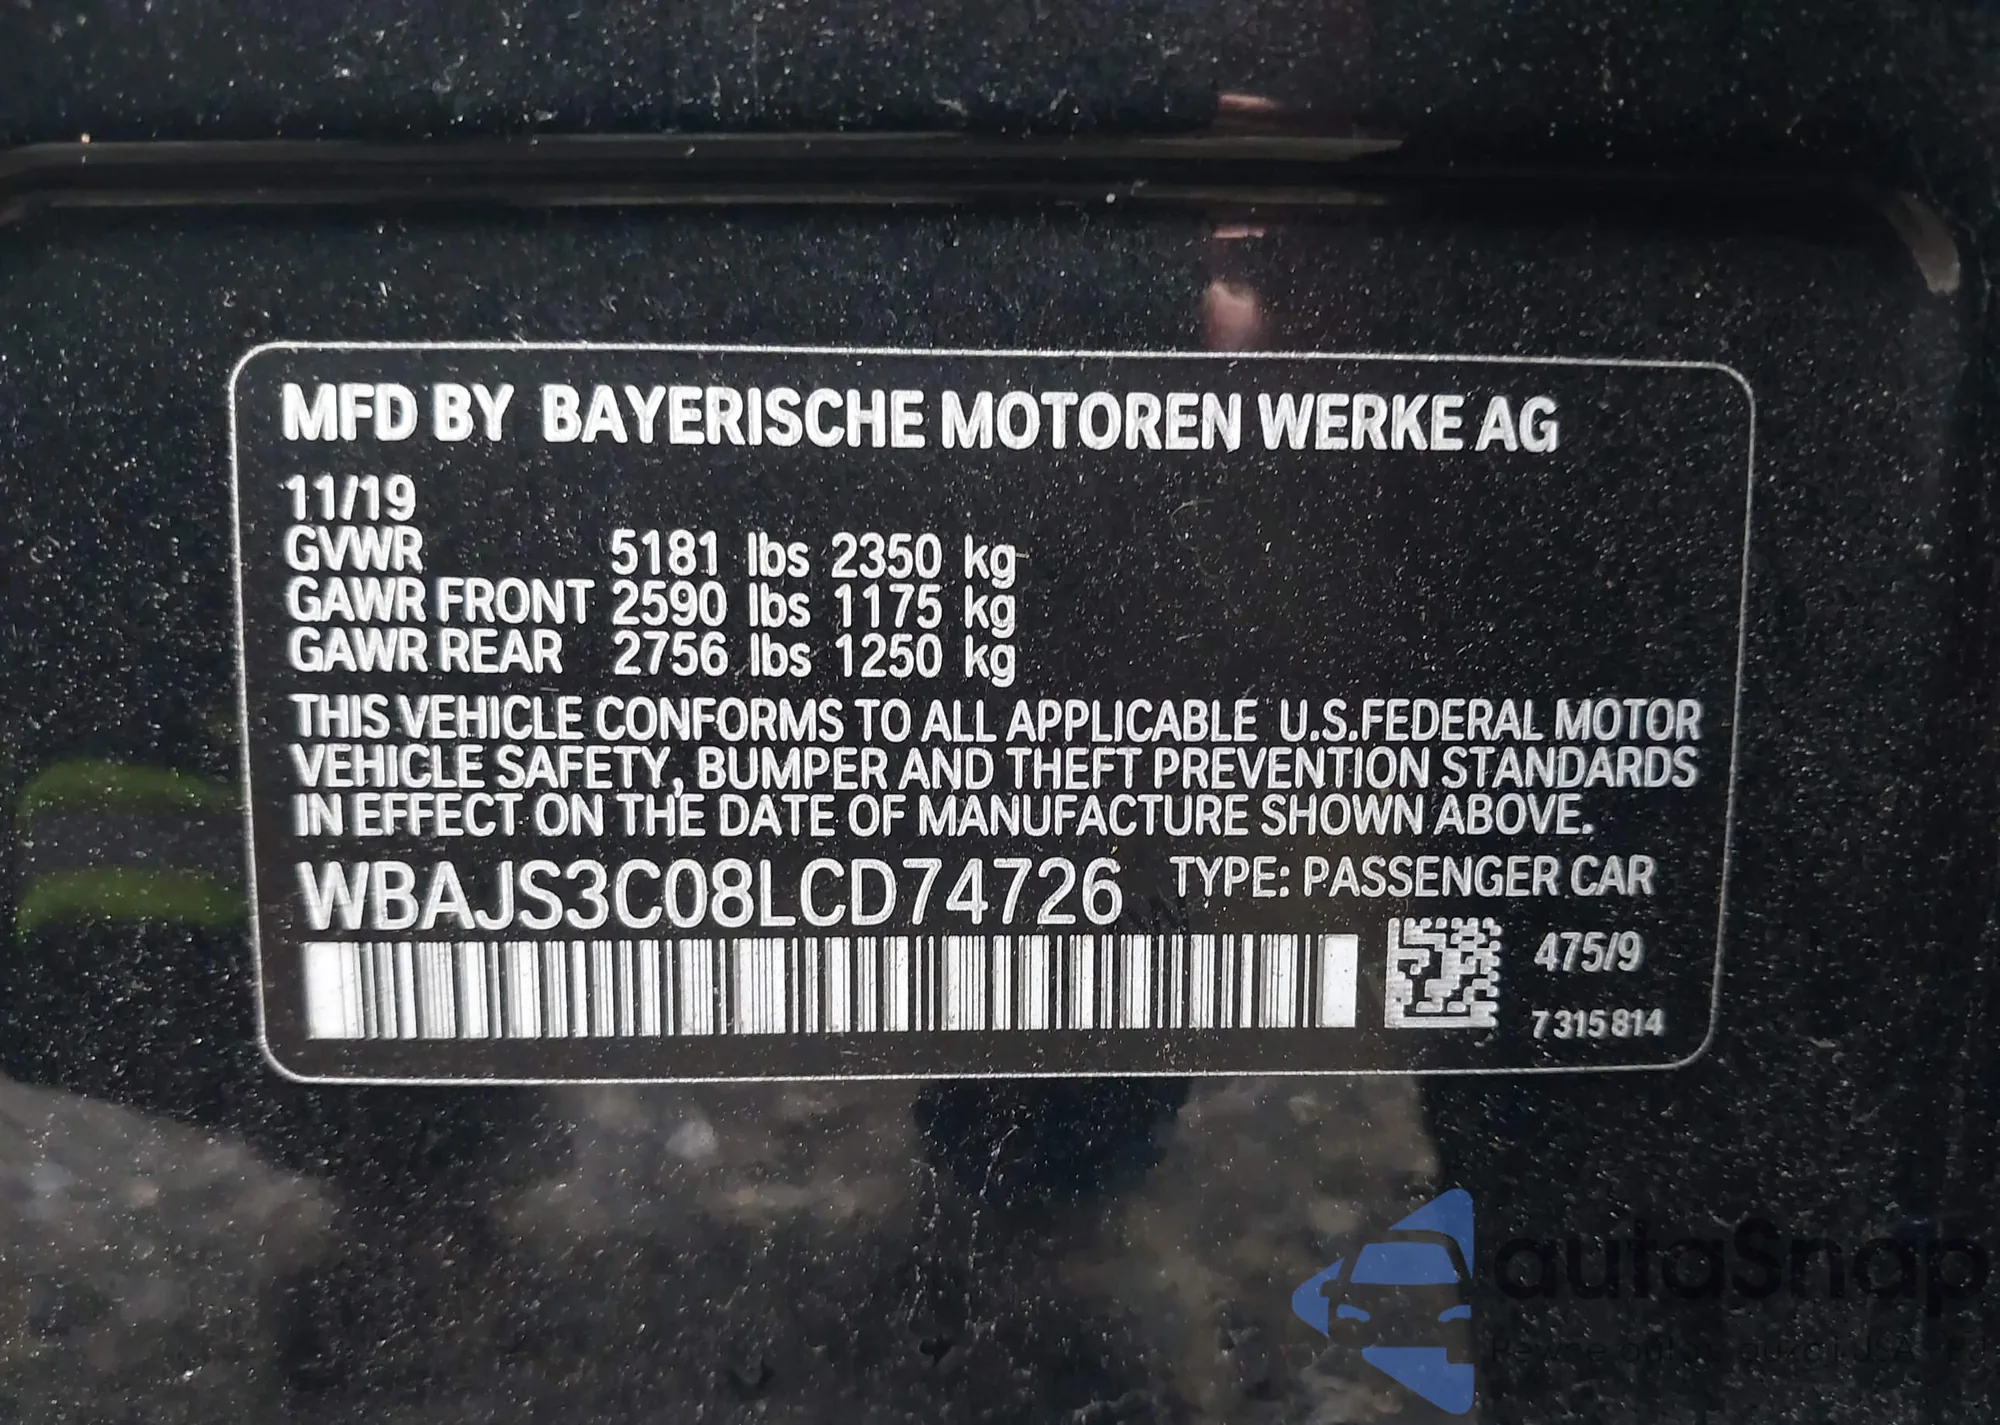 MFD BY BAYERISCHE MOTOREN WERKE AG
11/19
GVWR 5181 lbs 2350 kg
GAWR FRONT 2590 lbs 1175 kg
GAWR REAR 2756 lbs 1250 kg
THIS VEHICLE CONFORMS TO ALL APPLICABLE U.S.FEDERAL MOTOR
VEHICLE SAFETY, BUMPER AND THEFT PREVENTION STANDARDS
IN EFFECT ON THE DATE OF MANUFACTURE SHOWN ABOVE.
WBAJS3C08LCD74726 TYPE: PASSENGER CAR
475/9
7315814
autaSnap